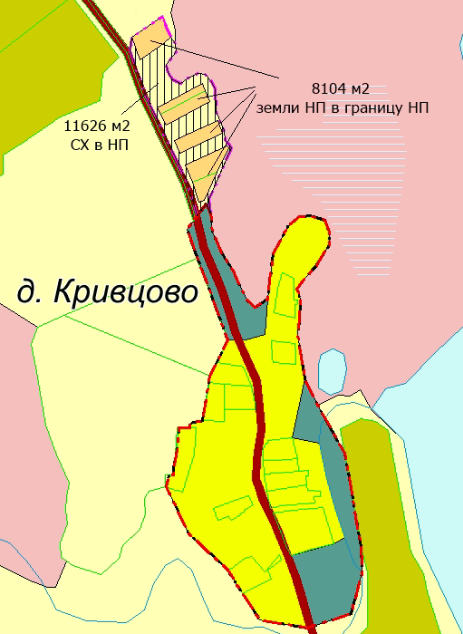 8104 м2
земли НП в границу НП
11626 м2
СХ в НП
д. Кривцово